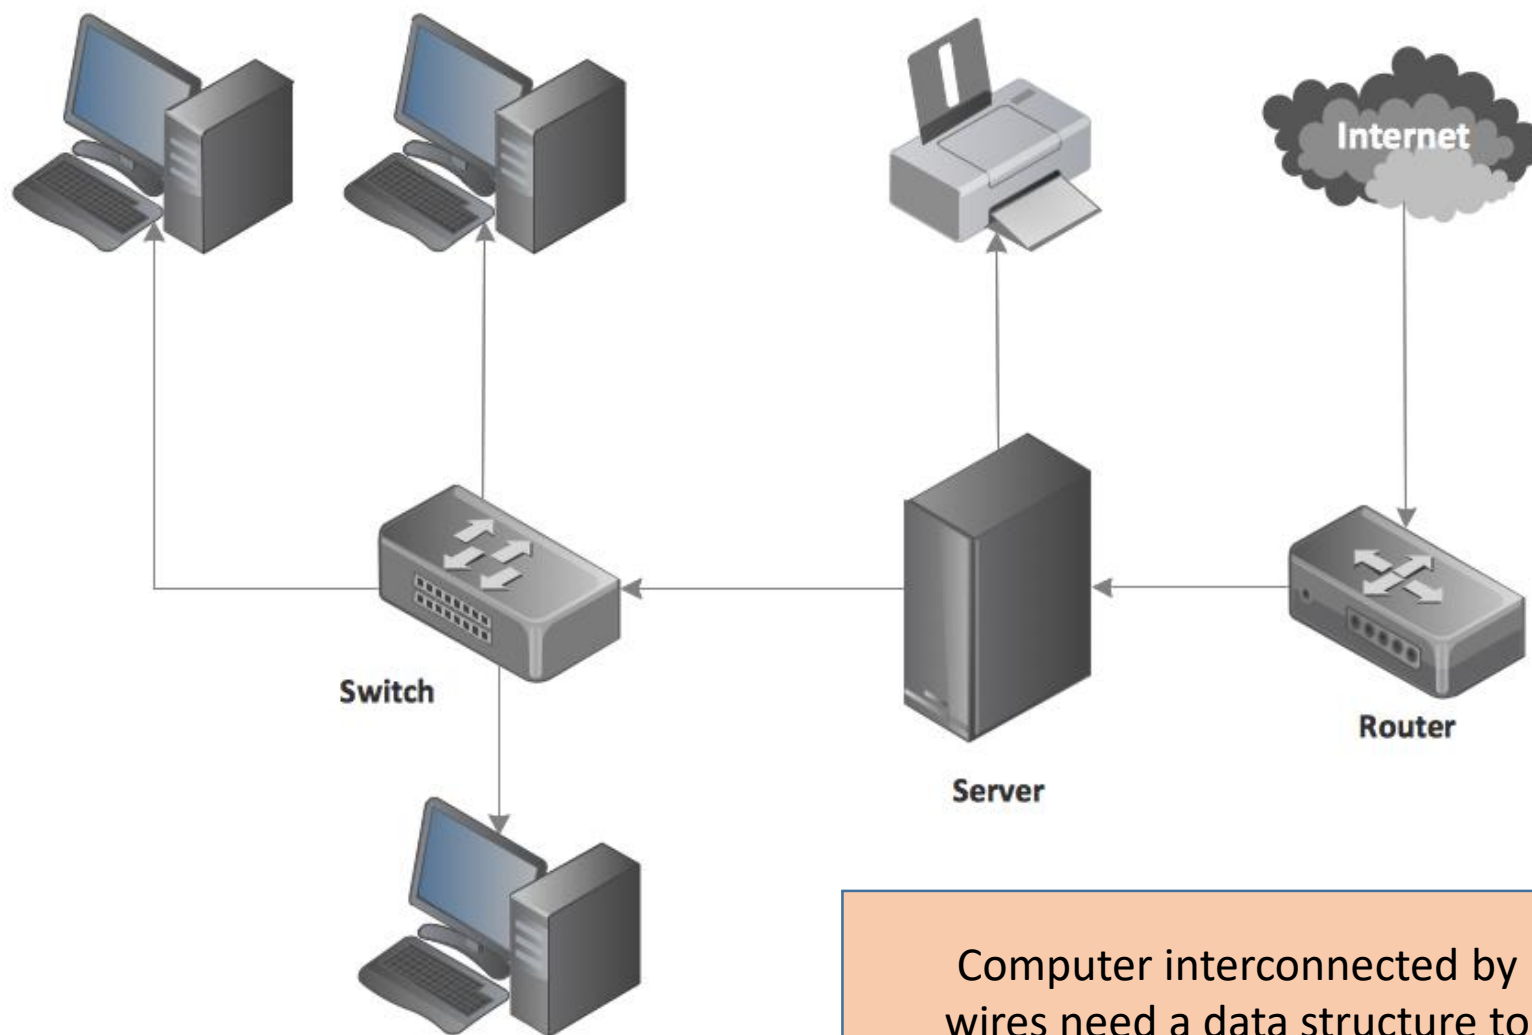 Internet
Switch
Router
Server
Computer interconnected by
wires need a data structure to